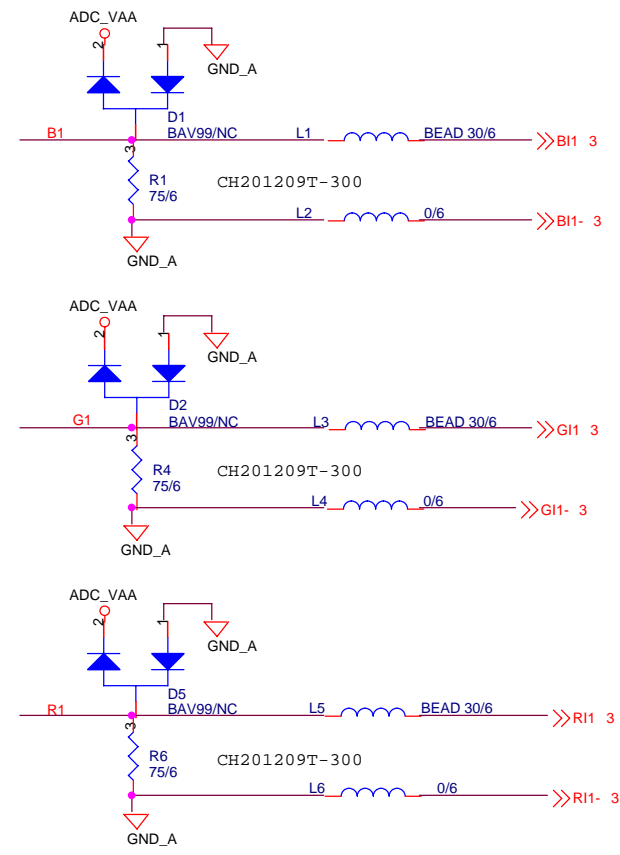 ADC_VAA
2 1
GND_A
D1
B1 BAV99/NC L1 BEAD 30/6 BI1 3
3
R1 CH201209T-300
75/6
L2 0/6 BI1- 3
GND_A
ADC_VAA
2 1
GND_A
D2
G1 BAV99/NC L3 BEAD 30/6 GI1 3
3
R4 CH201209T-300
75/6
L4 0/6 GI1- 3
GND_A
ADC_VAA
2 1
GND_A
D5
R1 BAV99/NC L5 BEAD 30/6 RI1 3
3
R6 CH201209T-300
75/6
L6 0/6 RI1- 3
GND_A